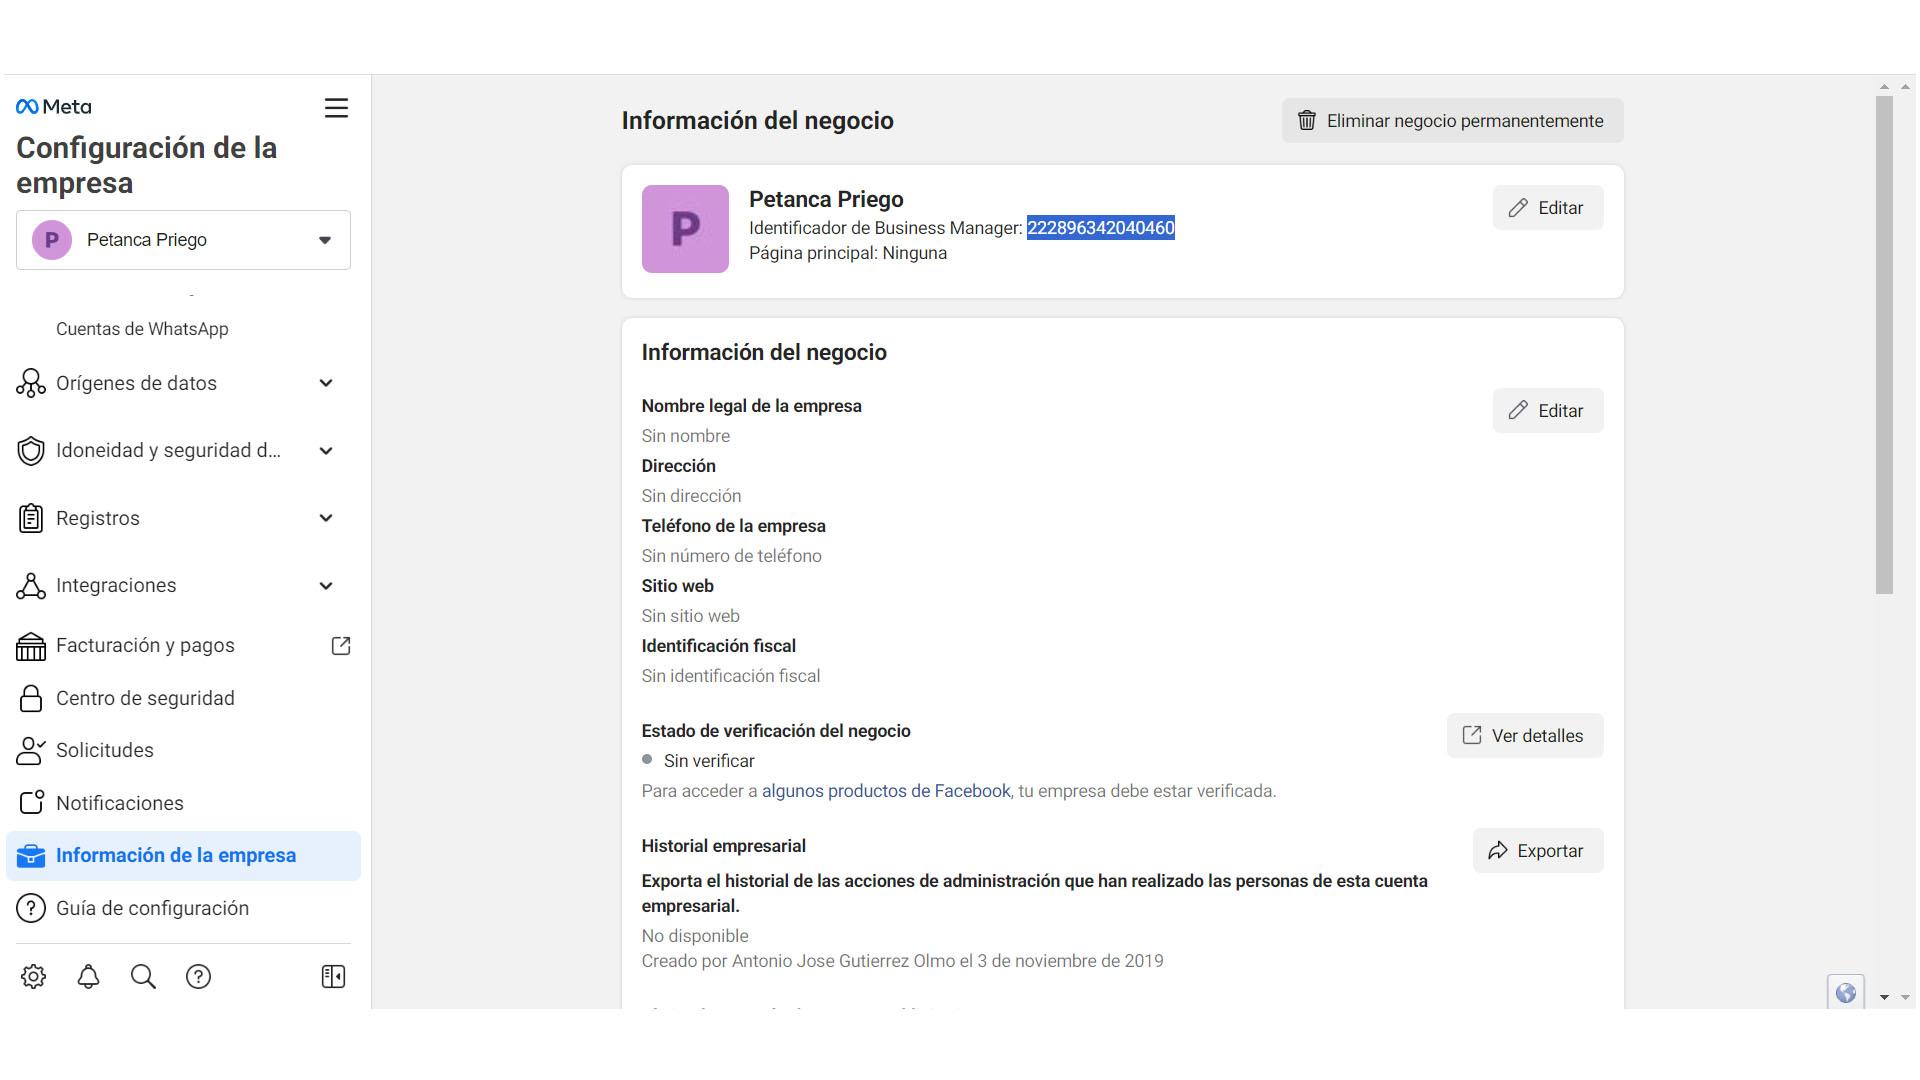 Meta
Configuración de la
empresa
P
Petanca Priego
Cuentas de WhatsApp
Orígenes de datos
Idoneidad y seguridad d...
Registros
Integraciones
Facturación y pagos
Centro de seguridad
Solicitudes
Notificaciones
Información de la empresa
Guía de configuración
Información del negocio
Eliminar negocio permanentemente
P
Petanca Priego
Identificador de Business Manager: 222896342040460
Página principal: Ninguna
Editar
Información del negocio
Nombre legal de la empresa
Editar
Sin nombre
Dirección
Sin dirección
Teléfono de la empresa
Sin número de teléfono
Sitio web
Sin sitio web
Identificación fiscal
Sin identificación fiscal
Estado de verificación del negocio
Ver detalles
Sin verificar
Para acceder a algunos productos de Facebook, tu empresa debe estar verificada.
Historial empresarial
Exportar
Exporta el historial de las acciones de administración que han realizado las personas de esta cuenta
empresarial.
No disponible
Creado por Antonio Jose Gutierrez Olmo el 3 de noviembre de 2019